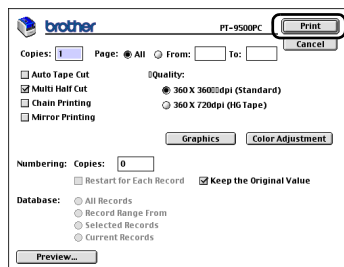 brother PT-9500PC Print
Copies: 1 Page: All From: To: Cancel
Auto Tape Cut Quality:
Multi Half Cut 360 X 360 dpi (Standard)
Chain Printing 360 X 720dpi (HG Tape)
Mirror Printing
Graphics Color Adjustment
Numbering: Copies: 0
Restart for Each Record Keep the Original Value
Database: All Records
Record Range From
Selected Records
Current Records
Preview...